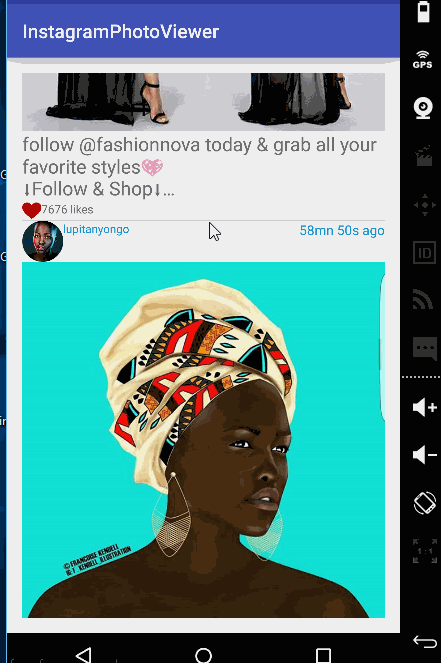 InstagramPhotoViewer
GPS
follow @fashionnova today & grab all your
favorite styles💖
↓Follow & Shop↓...
7676 likes
lupitanyongo
58mn 50s ago
ID
1:1
© FRANCOISE KENDELL
KENDELL_ILLUSTRATION